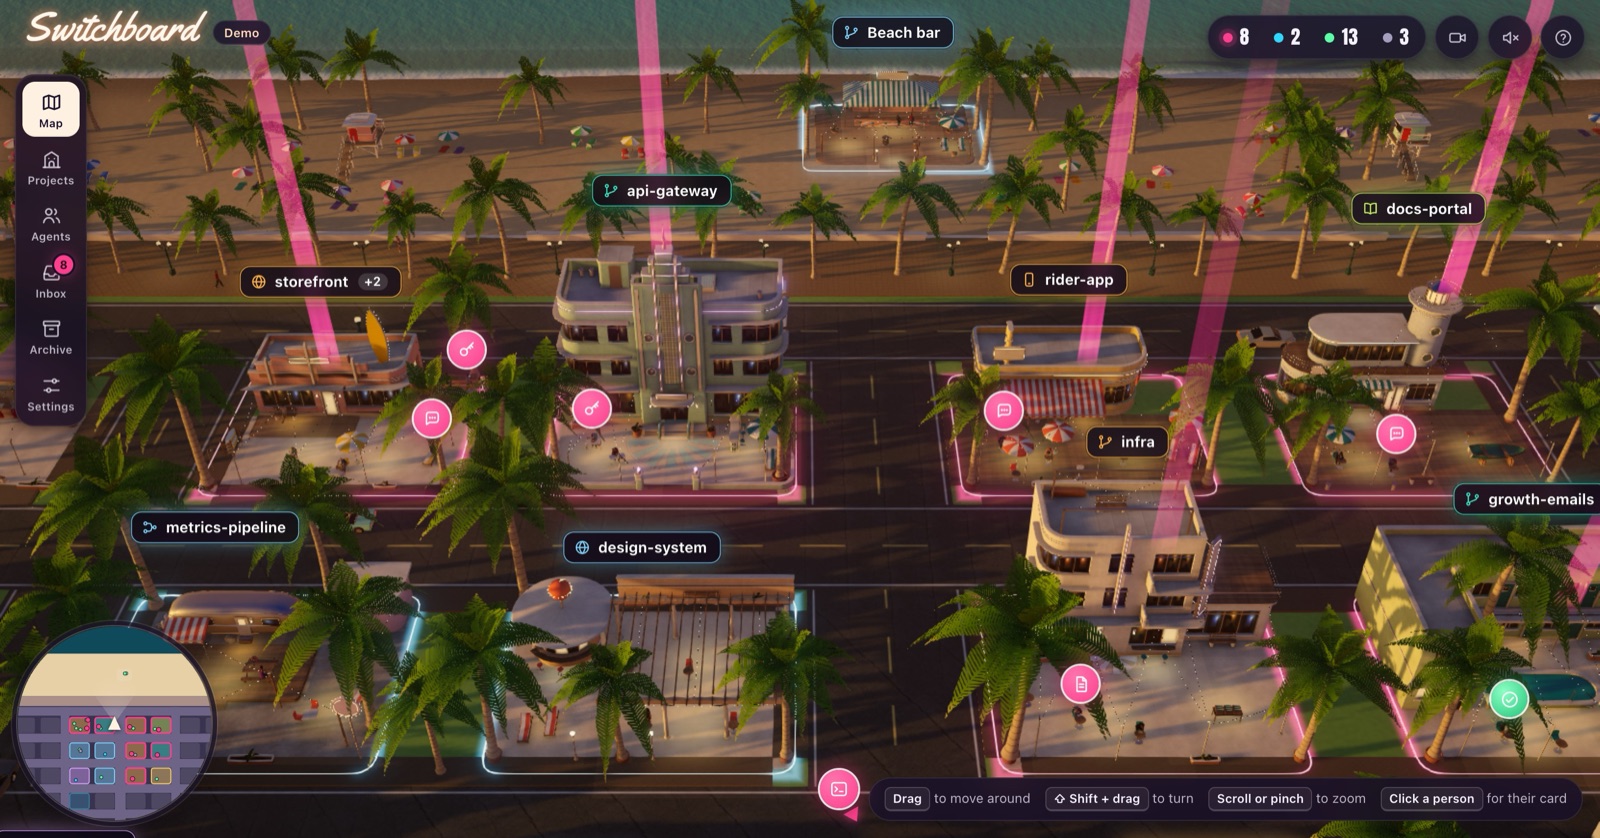 Switchboard
Demo
Beach bar
8 2 13 3
Map
Projects
Agents
8
Inbox
Archive
Settings
api-gateway
docs-portal
storefront +2
rider-app
infra
growth-emails
metrics-pipeline
design-system
Drag to move around Shift + drag to turn Scroll or pinch to zoom Click a person for their card